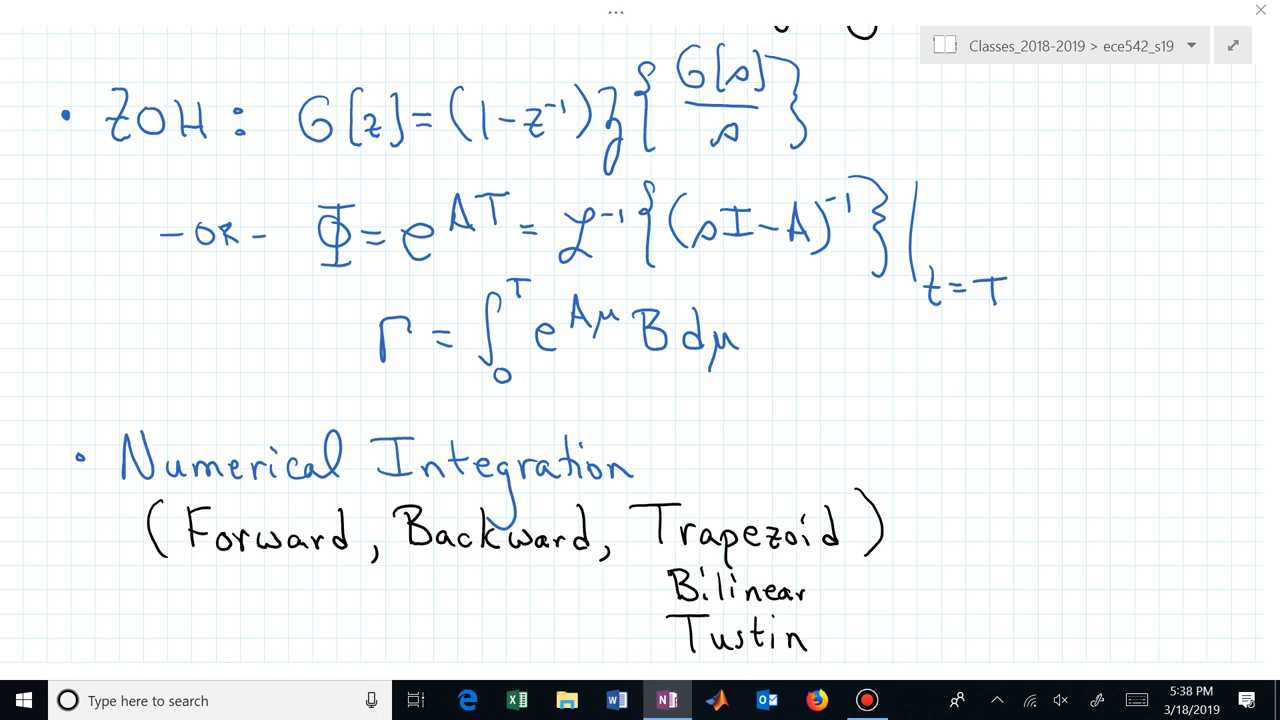 ...
Classes_2018-2019 > ece542_s19
• ZOH: G[z] = (1-z⁻¹) 𝒵{G[s]/s}
-OR- Φ = e^{AT} = ℒ⁻¹{(sI-A)⁻¹}|_{t=T}
Γ = ∫₀ᵀ e^{Aμ} B dμ
• Numerical Integration
(Forward, Backward, Trapezoid)
Bilinear
Tustin
Type here to search
5:38 PM
3/18/2019